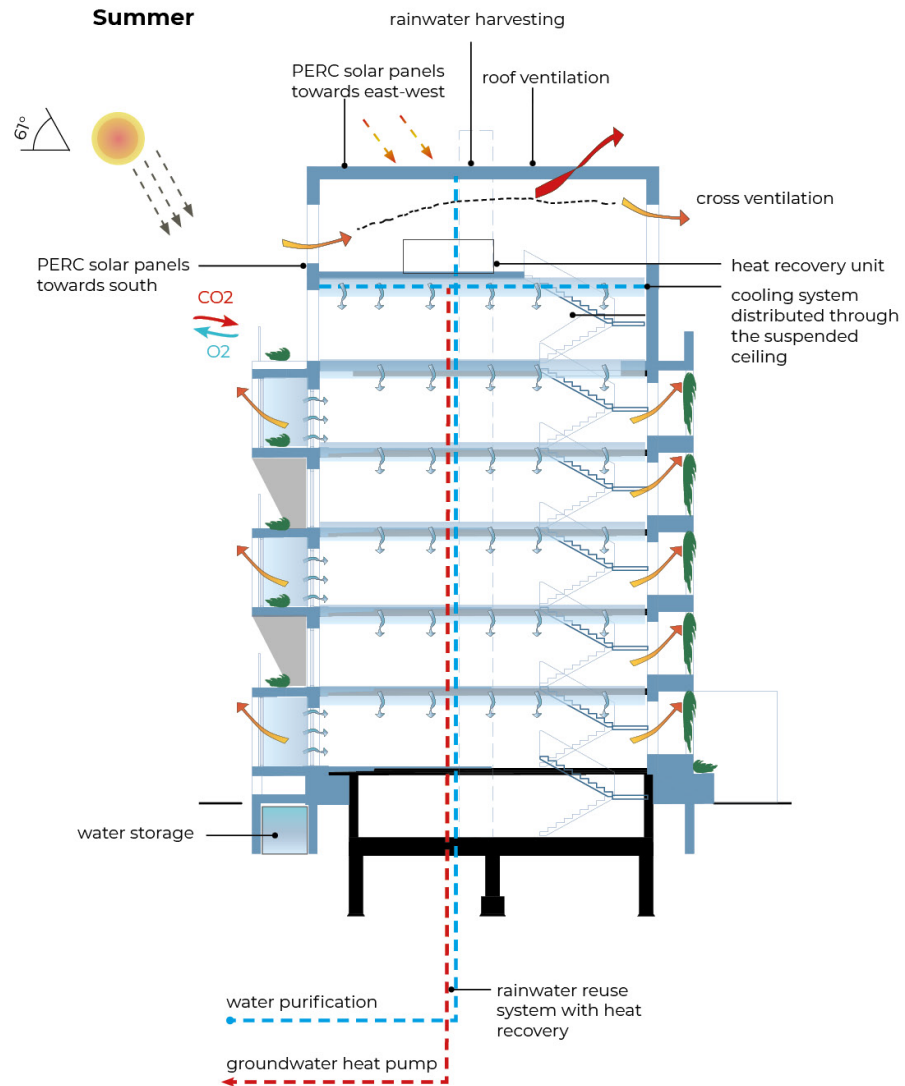 Summer
rainwater harvesting
PERC solar panels
towards east-west
roof ventilation
67°
cross ventilation
PERC solar panels
towards south
heat recovery unit
CO2
O2
cooling system
distributed through
the suspended
ceiling
water storage
water purification
rainwater reuse
system with heat
recovery
groundwater heat pump